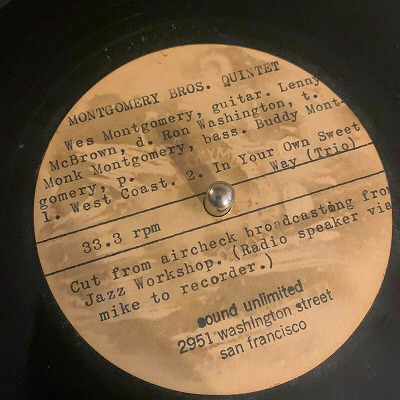 MONTGOMERY BROS. QUINTET
Wes Montgomery, guitar. Lenny
McBrown, d. Ron Washington, t.
Monk Montgomery, bass. Buddy Mont-
gomery, p.
1. West Coast. 2. In Your Own Sweet
Way (Trio)
33.3 rpm
Cut from aircheck broadcasting from
Jazz Workshop. (Radio speaker via
mike to recorder.)
sound unlimited
2951 washington street
san francisco